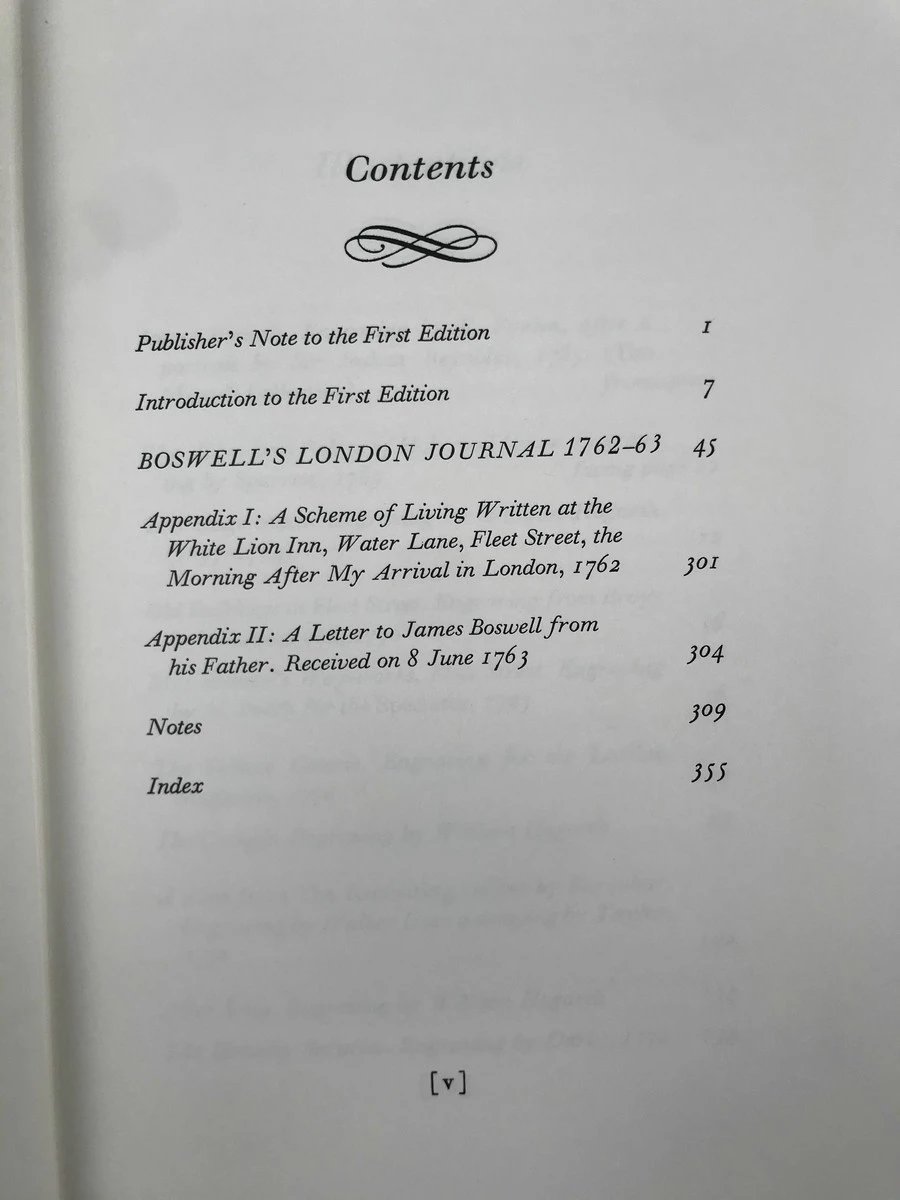 Contents
Publisher's Note to the First Edition 1
Introduction to the First Edition 7
BOSWELL'S LONDON JOURNAL 1762–63 45
Appendix I: A Scheme of Living Written at the
White Lion Inn, Water Lane, Fleet Street, the
Morning After My Arrival in London, 1762 301
Appendix II: A Letter to James Boswell from
his Father. Received on 8 June 1763 304
Notes 309
Index 355
[v]